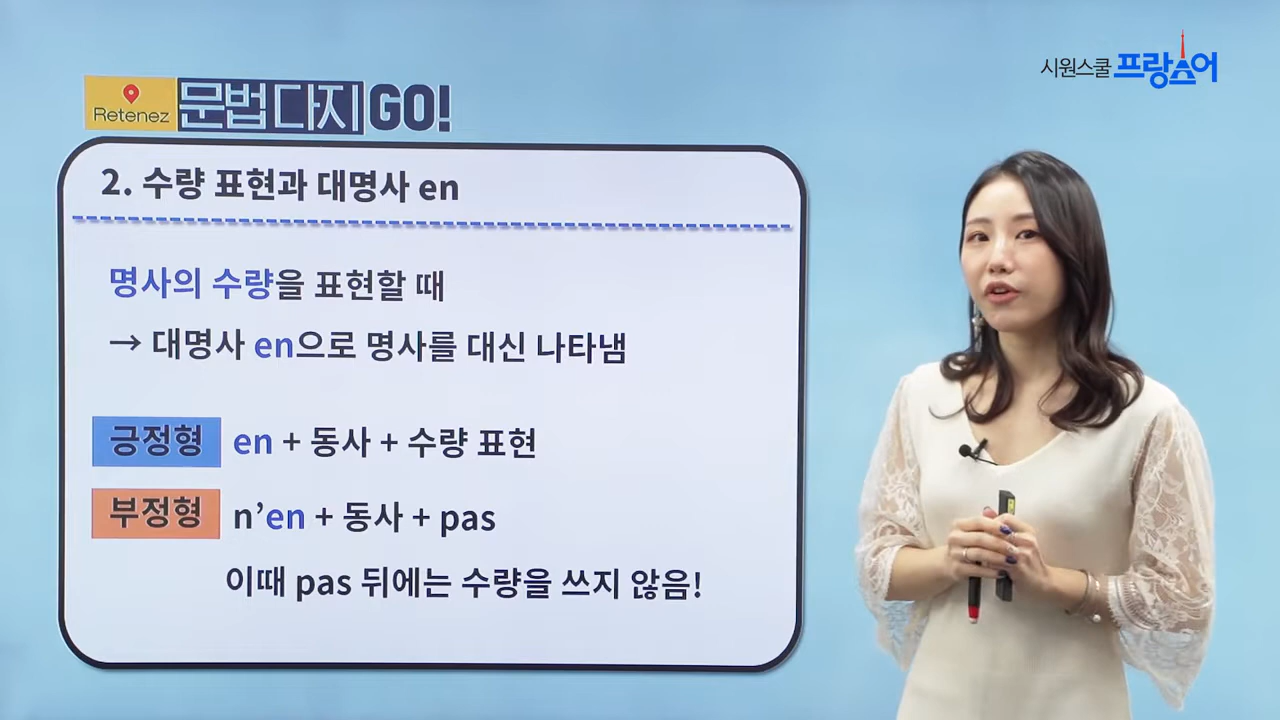 시원스쿨 프랑스어
Retenez 문법 다지 GO!
2. 수량 표현과 대명사 en
명사의 수량을 표현할 때
→ 대명사 en으로 명사를 대신 나타냄
긍정형 en + 동사 + 수량 표현
부정형 n’en + 동사 + pas
이때 pas 뒤에는 수량을 쓰지 않음!